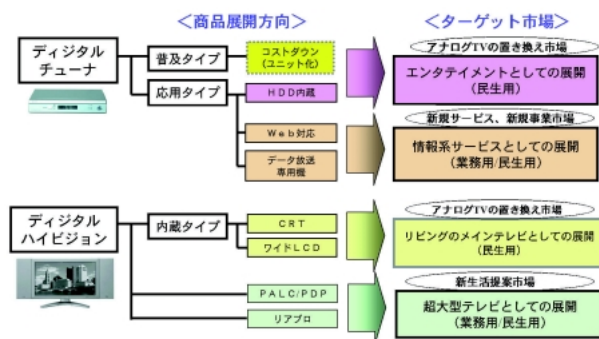 ＜商品展開方向＞
＜ターゲット市場＞
ディジタル
チューナ
普及タイプ
コストダウン
(ユニット化)
応用タイプ
HDD内蔵
Web対応
データ放送
専用機
アナログTVの置き換え市場
エンタテイメントとしての展開
(民生用)
新規サービス、新規事業市場
情報系サービスとしての展開
(業務用/民生用)
ディジタル
ハイビジョン
内蔵タイプ
CRT
ワイドLCD
PALC/PDP
リアプロ
アナログTVの置き換え市場
リビングのメインテレビとしての展開
(民生用)
新生活提案市場
超大型テレビとしての展開
(業務用/民生用)